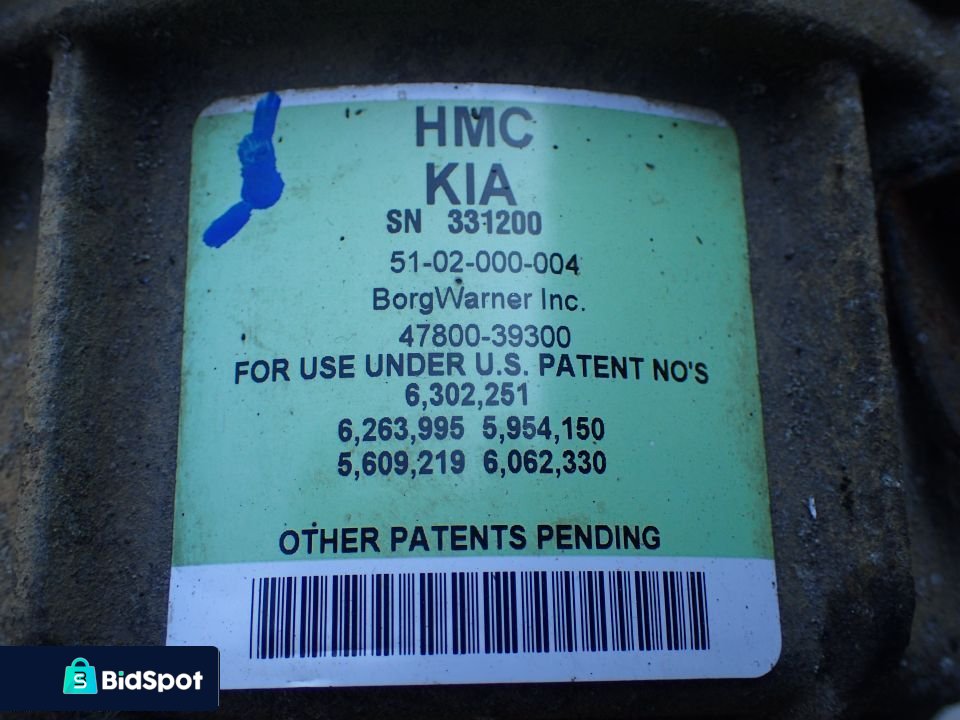 HMC
KIA
SN 331200
51-02-000-004
BorgWarner Inc.
47800-39300
FOR USE UNDER U.S. PATENT NO'S
6,302,251
6,263,995 5,954,150
5,609,219 6,062,330
OTHER PATENTS PENDING
BidSpot